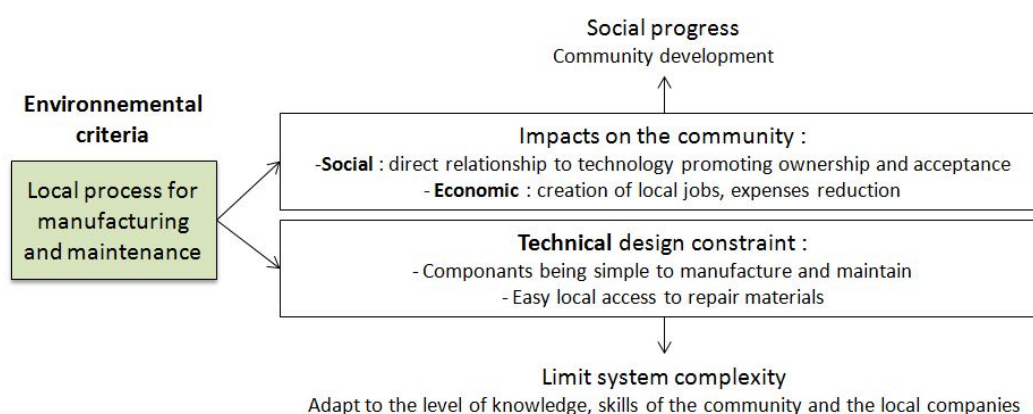 Social progress
Community development
Environnemental
criteria
Local process for
manufacturing
and maintenance
Impacts on the community :
-Social : direct relationship to technology promoting ownership and acceptance
- Economic : creation of local jobs, expenses reduction
Technical design constraint :
- Componants being simple to manufacture and maintain
- Easy local access to repair materials
Limit system complexity
Adapt to the level of knowledge, skills of the community and the local companies